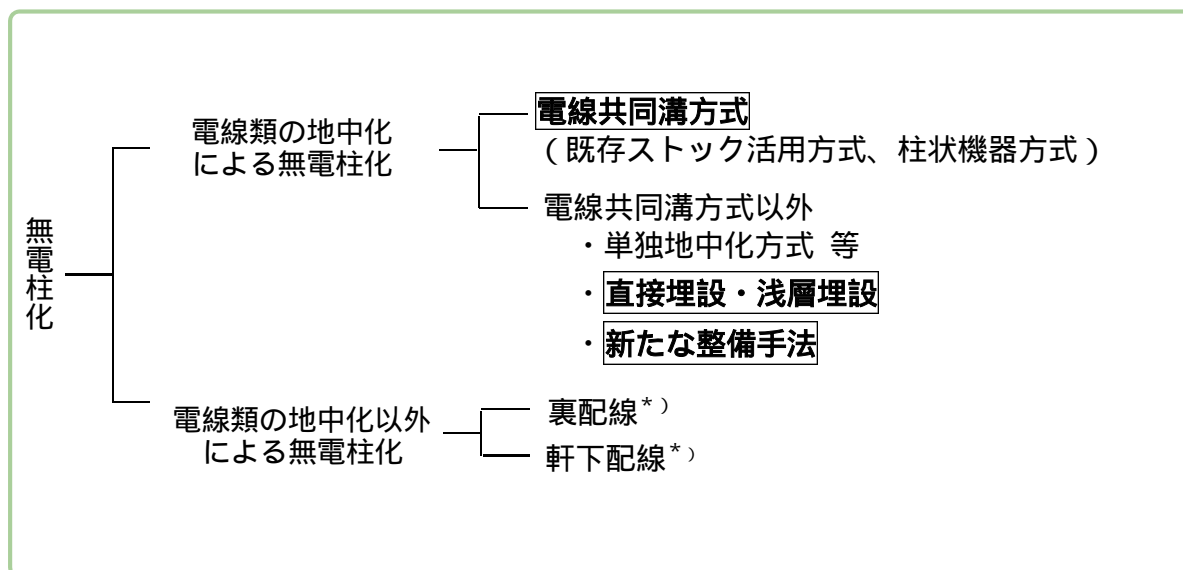 無電柱化
電線類の地中化
による無電柱化
電線共同溝方式
(既存ストック活用方式、柱状機器方式)
電線共同溝方式以外
・単独地中化方式 等
・直接埋設・浅層埋設
・新たな整備手法
電線類の地中化以外
による無電柱化
裏配線*)
軒下配線*)